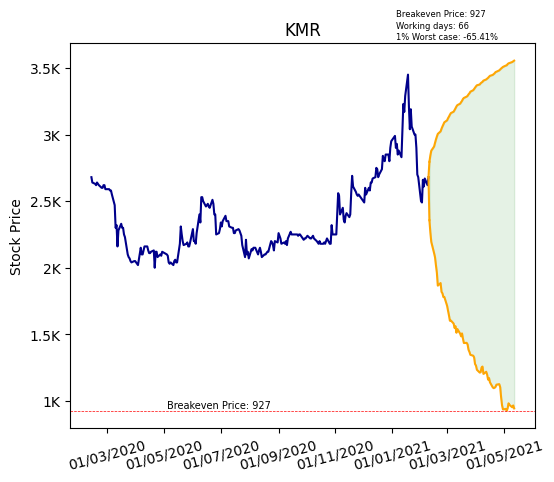 Breakeven Price: 927
Working days: 66
1% Worst case: -65.41%
KMR
Stock Price
3.5K
3K
2.5K
2K
1.5K
1K
Breakeven Price: 927
01/03/2020
01/05/2020
01/07/2020
01/09/2020
01/11/2020
01/01/2021
01/03/2021
01/05/2021